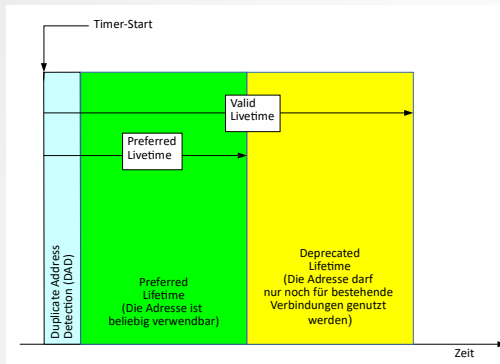 Timer-Start
Valid
Livetime
Preferred
Livetime
Duplicate Address
Detection (DAD)
Preferred
Lifetime
(Die Adresse ist
beliebig verwendbar)
Deprecated
Lifetime
(Die Adresse darf
nur noch für bestehende
Verbindungen genutzt
werden)
Zeit